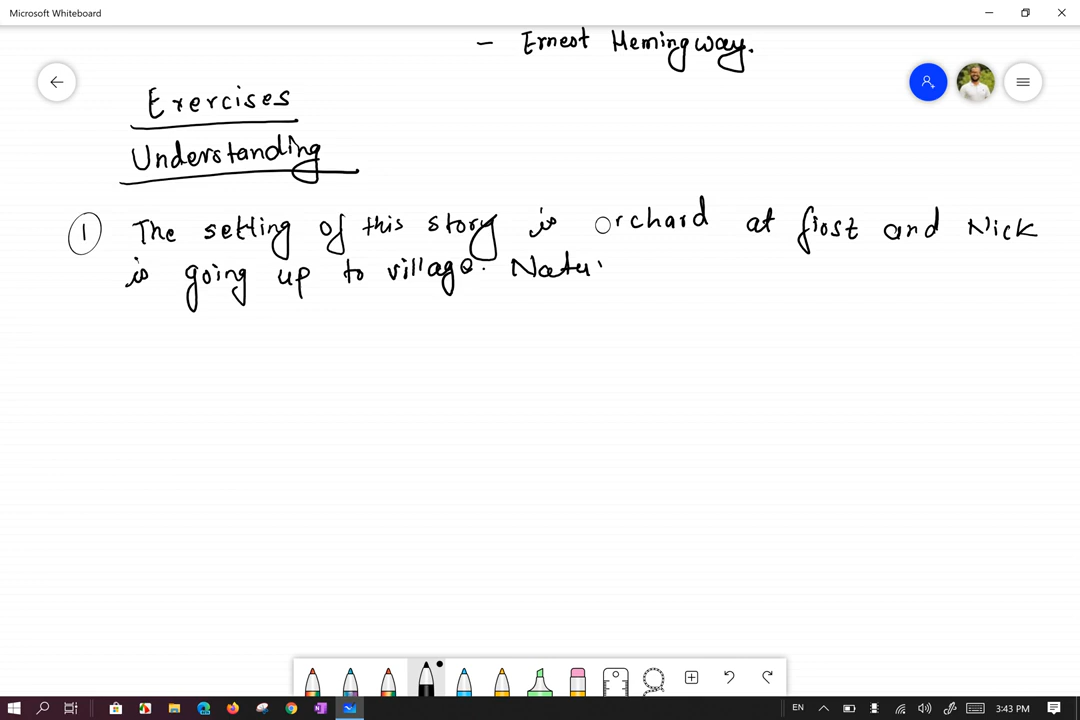 Microsoft Whiteboard
- Ernest Hemingway.
Exercises
Understanding
1 The setting of this story is orchard at first and Nick
is going up to village. Natu
EN
3:43 PM